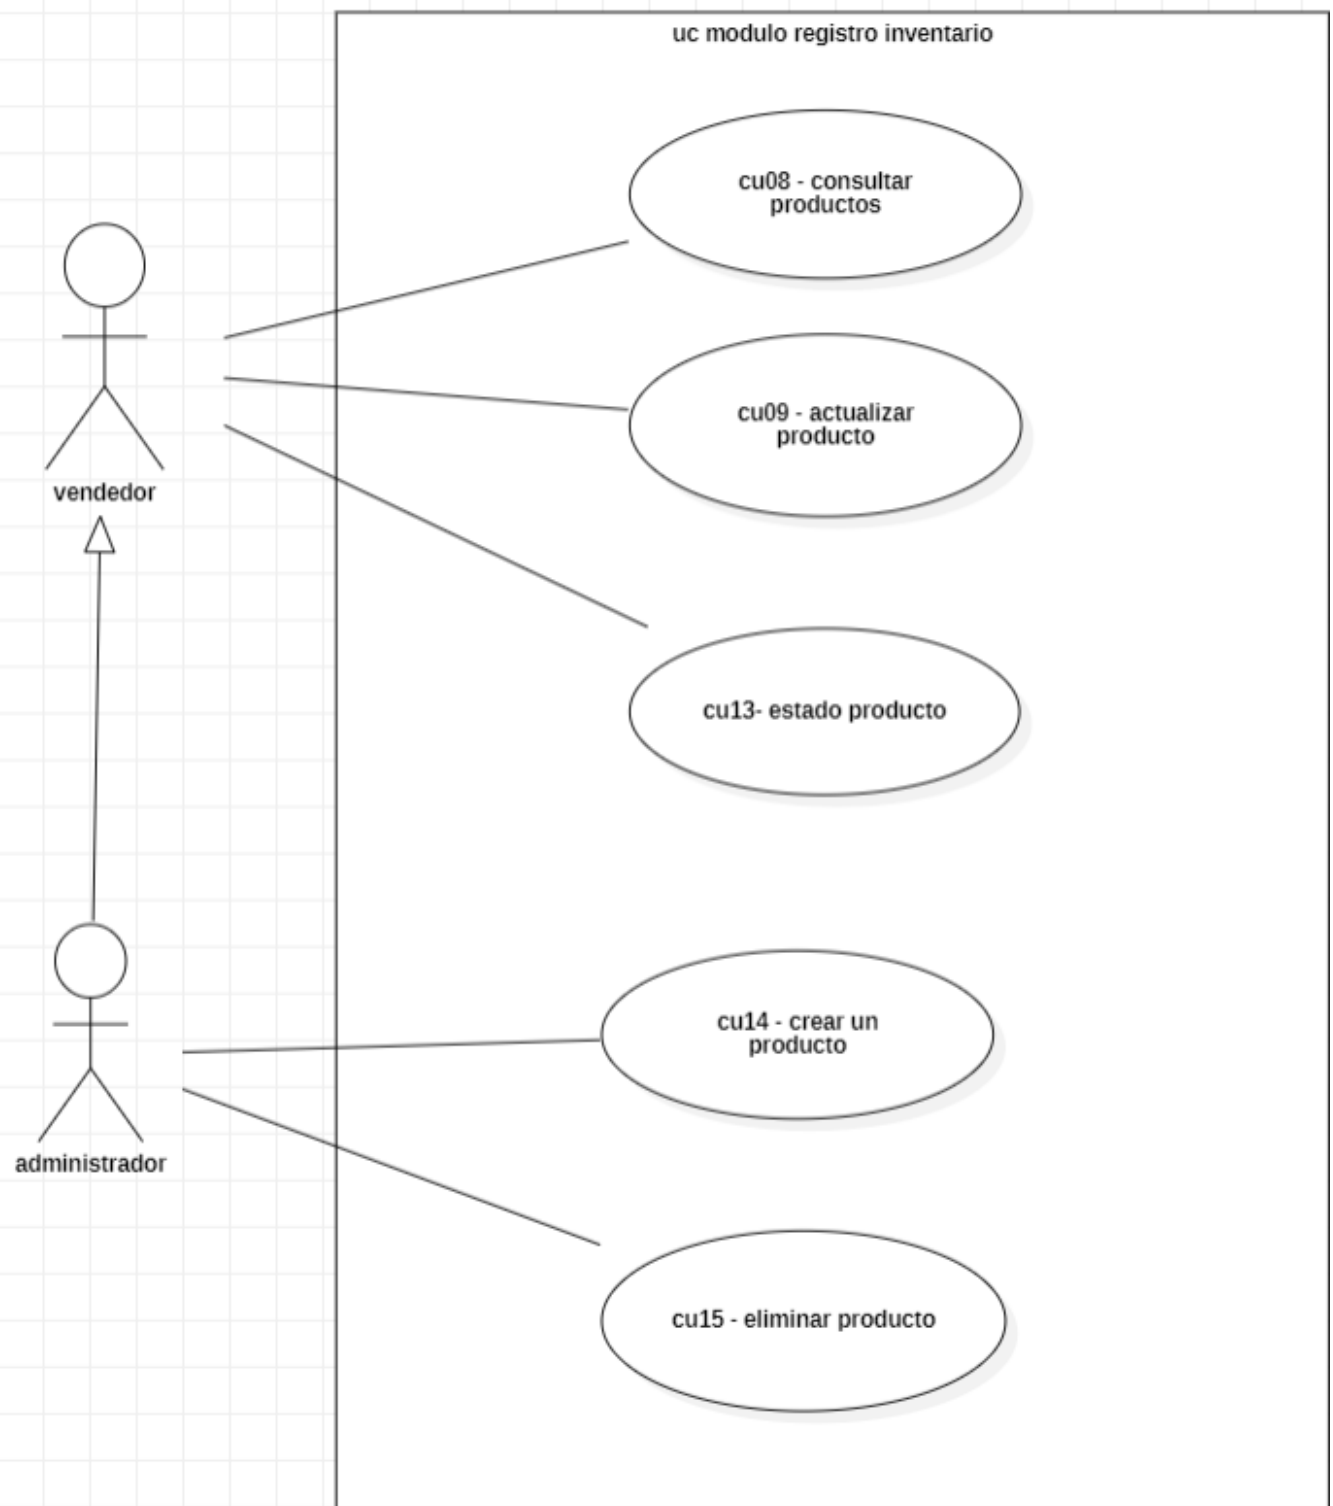 uc modulo registro inventario
cu08 - consultar
productos
cu09 - actualizar
producto
vendedor
cu13- estado producto
cu14 - crear un
producto
administrador
cu15 - eliminar producto